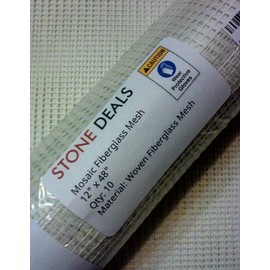 STONE DEALS
Mosaic Fiberglass Mesh
12" x 48"
Qty: 10
Material: Woven Fiberglass Mesh
CAUTION
Wear
Protective
Gloves